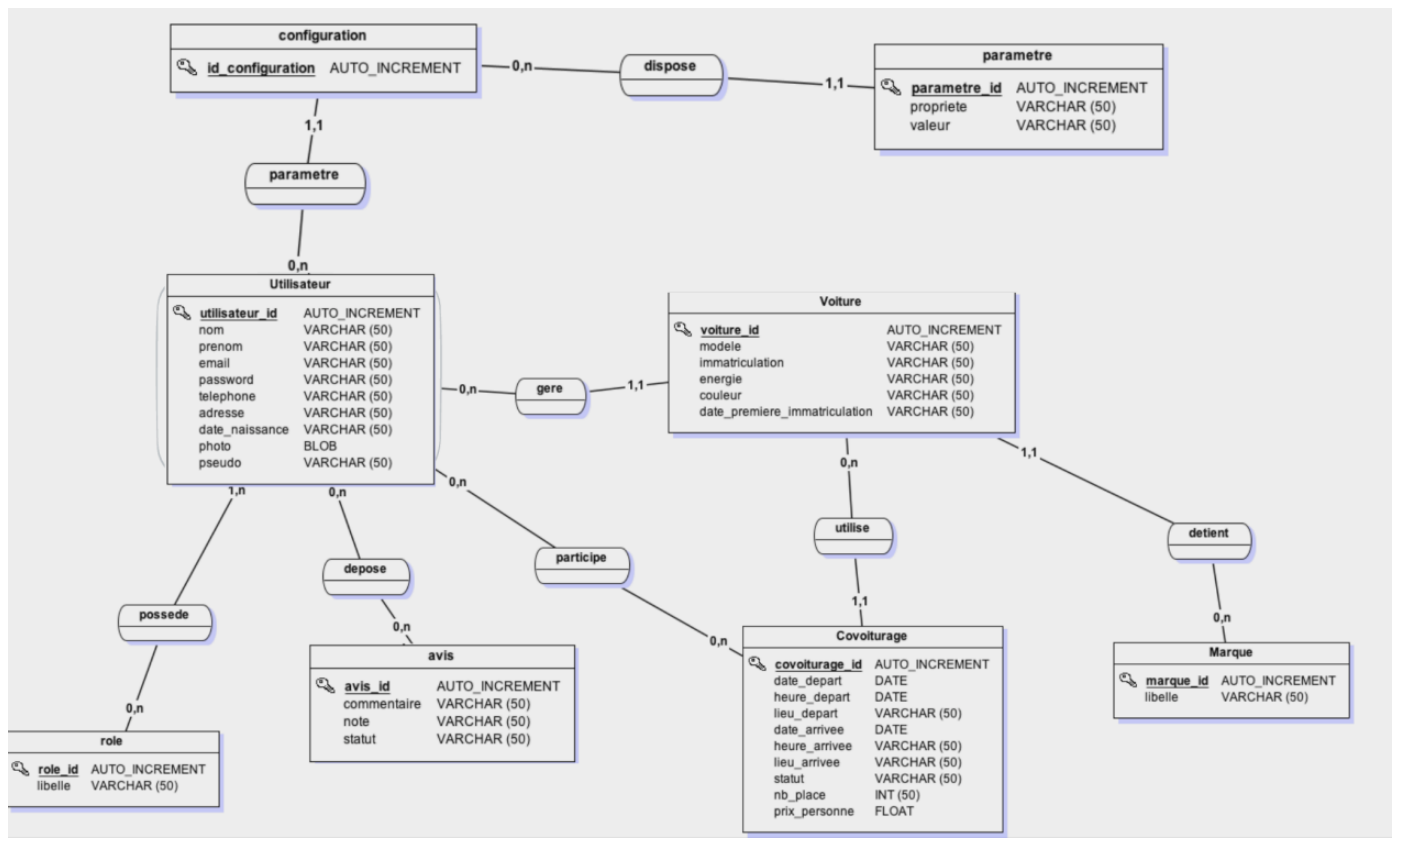 configuration
id_configuration AUTO_INCREMENT
0,n
dispose
1,1
parametre
parametre_id AUTO_INCREMENT
propriete VARCHAR (50)
valeur VARCHAR (50)
1,1
parametre
0,n
Utilisateur
utilisateur_id AUTO_INCREMENT
nom VARCHAR (50)
prenom VARCHAR (50)
email VARCHAR (50)
password VARCHAR (50)
telephone VARCHAR (50)
adresse VARCHAR (50)
date_naissance VARCHAR (50)
photo BLOB
pseudo VARCHAR (50)
0,n
gere
1,1
Voiture
voiture_id AUTO_INCREMENT
modele VARCHAR (50)
immatriculation VARCHAR (50)
energie VARCHAR (50)
couleur VARCHAR (50)
date_premiere_immatriculation VARCHAR (50)
1,n
0,n
0,n
0,n
1,1
possede
depose
participe
utilise
detient
0,n
0,n
0,n
1,1
0,n
role
role_id AUTO_INCREMENT
libelle VARCHAR (50)
avis
avis_id AUTO_INCREMENT
commentaire VARCHAR (50)
note VARCHAR (50)
statut VARCHAR (50)
Covoiturage
covoiturage_id AUTO_INCREMENT
date_depart DATE
heure_depart DATE
lieu_depart VARCHAR (50)
date_arrivee DATE
heure_arrivee VARCHAR (50)
lieu_arrivee VARCHAR (50)
statut VARCHAR (50)
nb_place INT (50)
prix_personne FLOAT
Marque
marque_id AUTO_INCREMENT
libelle VARCHAR (50)